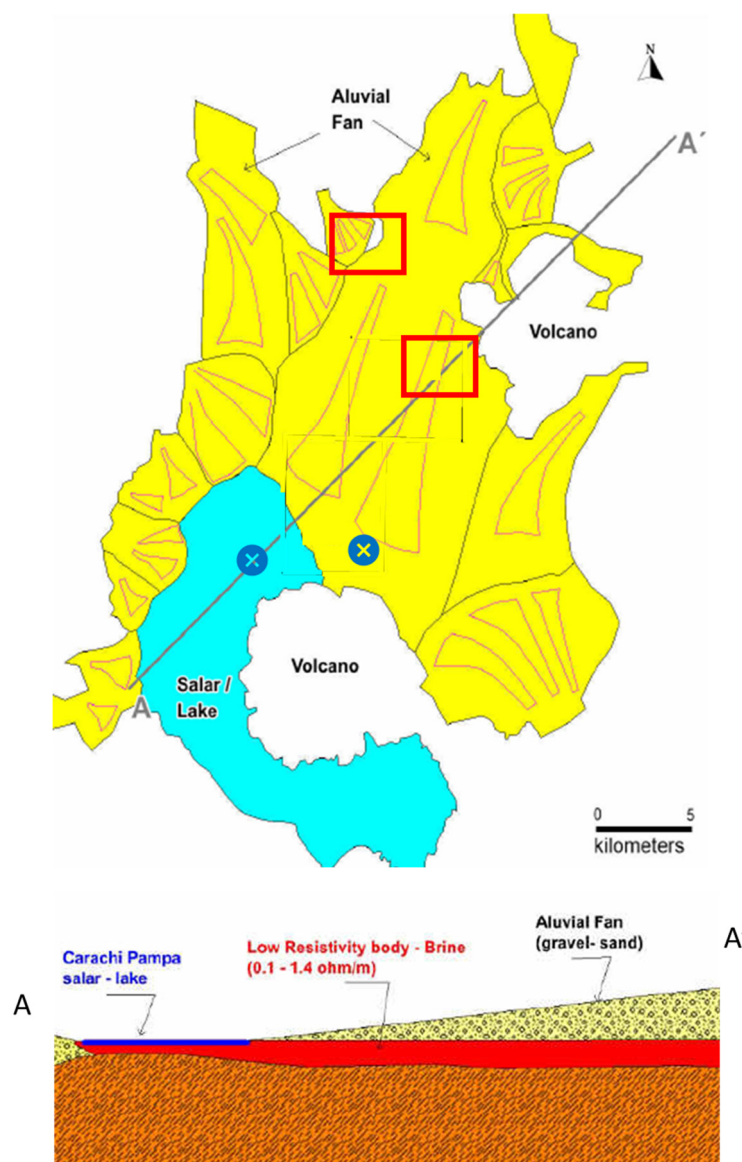 N
Aluvial
Fan
A´
Volcano
Volcano
Salar /
Lake
A
0 5
kilometers
Aluvial Fan
(gravel- sand)
A
Low Resistivity body - Brine
(0.1 - 1.4 ohm/m)
Carachi Pampa
salar - lake
A